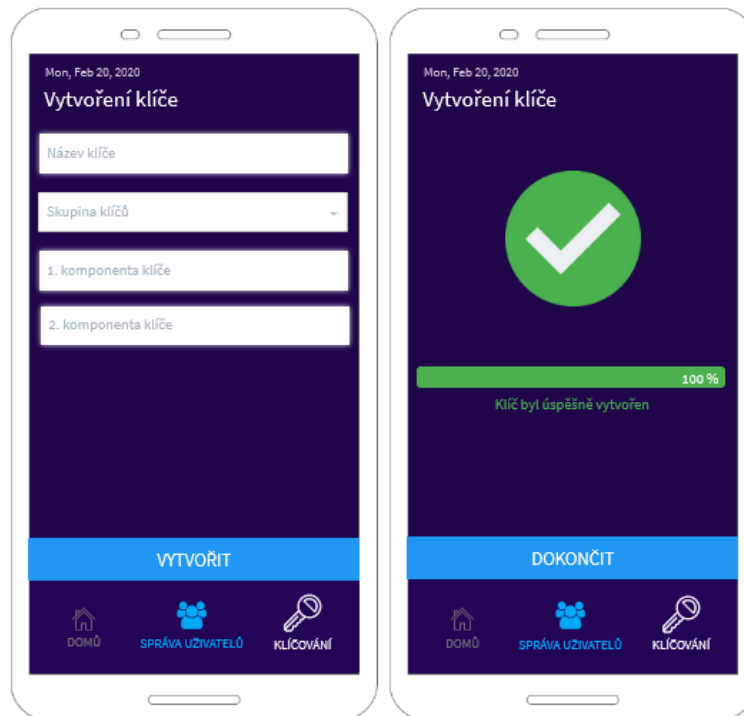 Mon, Feb 20, 2020
Vytvoření klíče
Název klíče
Skupina klíčů
1. komponenta klíče
2. komponenta klíče
VYTVOŘIT
DOMŮ
SPRÁVA UŽIVATELŮ
KLÍČOVÁNÍ
Mon, Feb 20, 2020
Vytvoření klíče
100 %
Klíč byl úspěšně vytvořen
DOKONČIT
DOMŮ
SPRÁVA UŽIVATELŮ
KLÍČOVÁNÍ